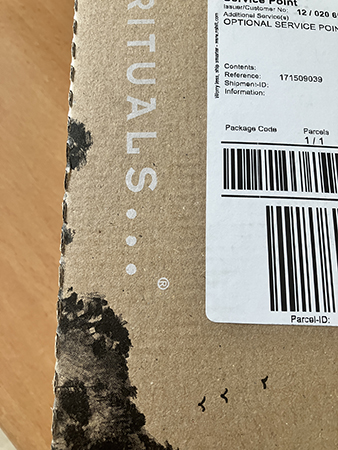 RITUALS....®
Service Point
Issuer/Customer No: 12 / 020 6
Additional Service(s)
OPTIONAL SERVICE POIN
Contents:
Reference: 171509039
Shipment-ID:
Information:
Package Code Parcels
1 / 1
Parcel-ID: